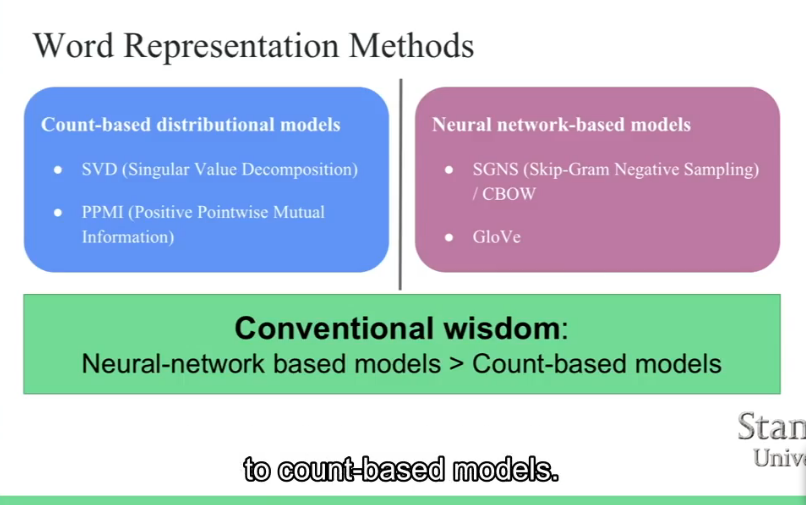 Word Representation Methods
Count-based distributional models
● SVD (Singular Value Decomposition)
● PPMI (Positive Pointwise Mutual
Information)
Neural network-based models
● SGNS (Skip-Gram Negative Sampling)
/ CBOW
● GloVe
Conventional wisdom:
Neural-network based models > Count-based models
Stan
Unive
to count-based models.